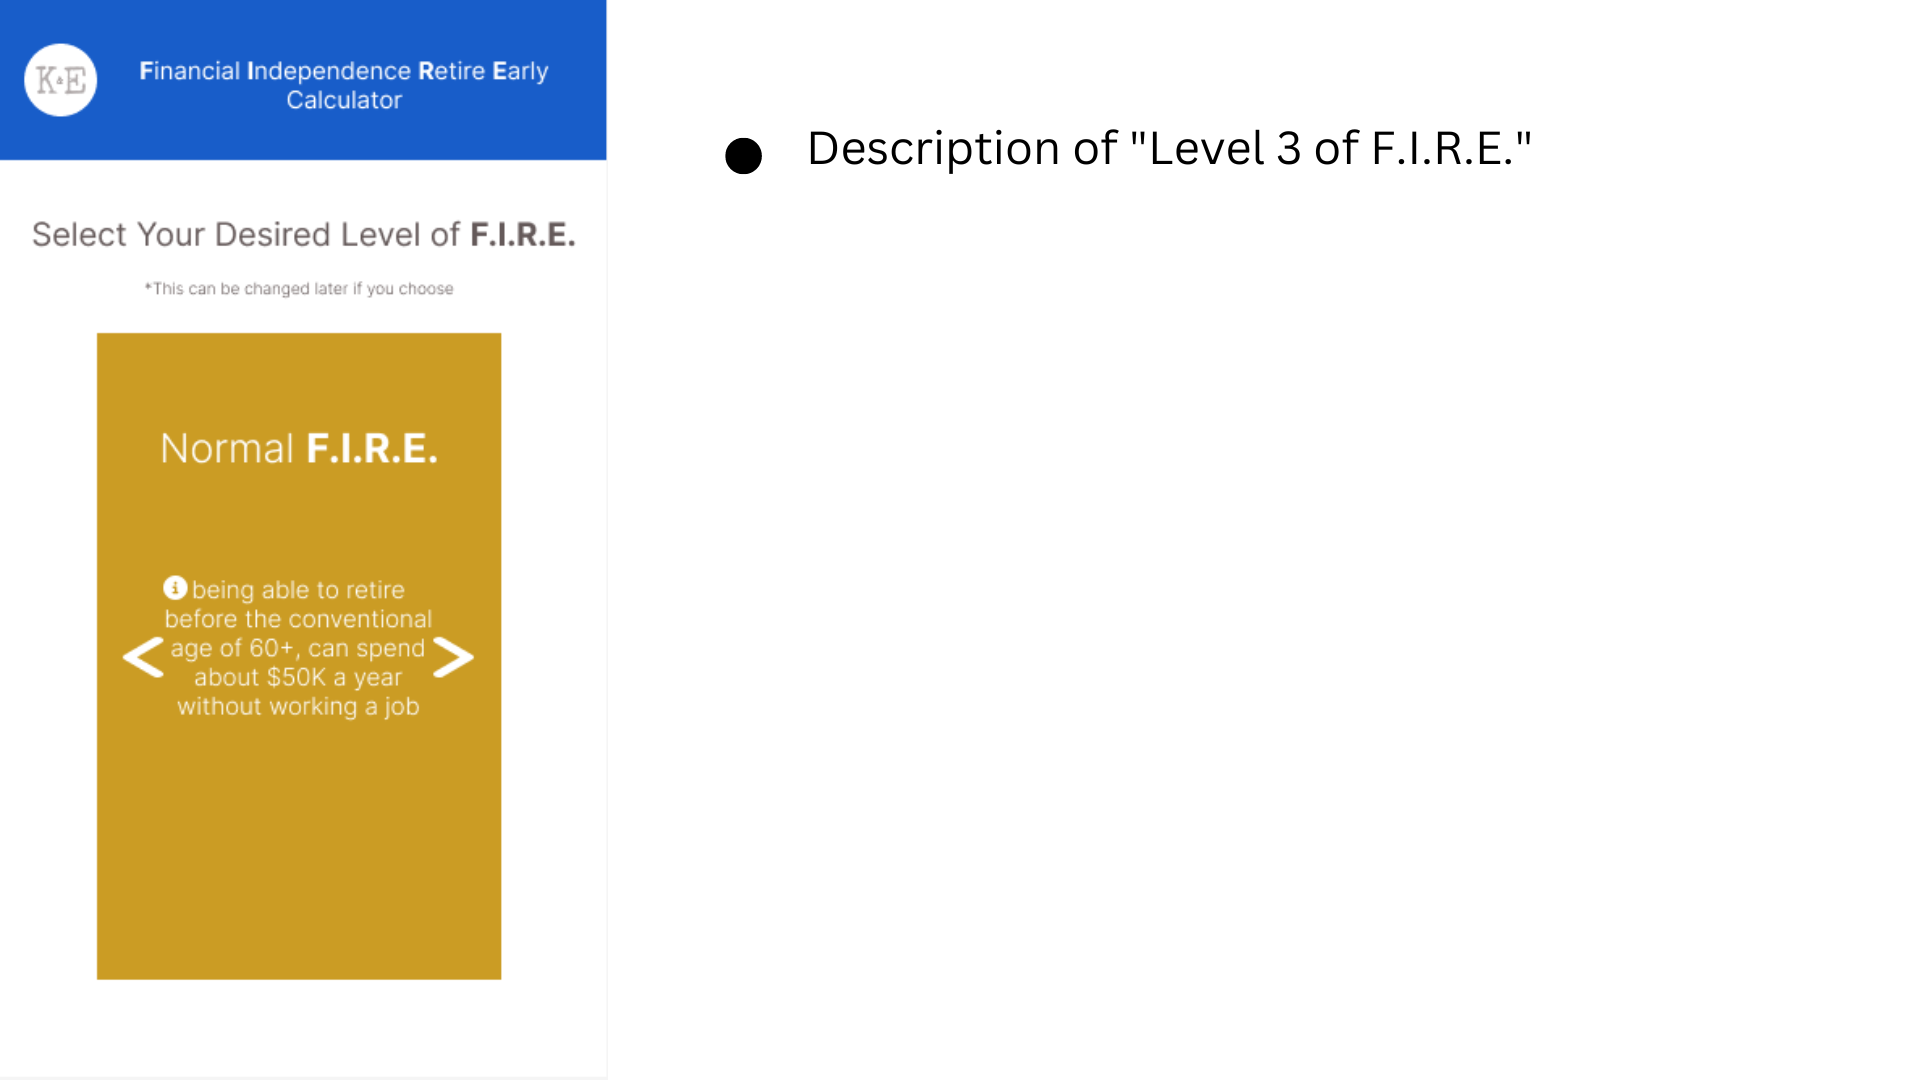 K&E
Financial Independence Retire Early
Calculator
Select Your Desired Level of F.I.R.E.
*This can be changed later if you choose
Normal F.I.R.E.
being able to retire
before the conventional
age of 60+, can spend
about $50K a year
without working a job
● Description of "Level 3 of F.I.R.E."